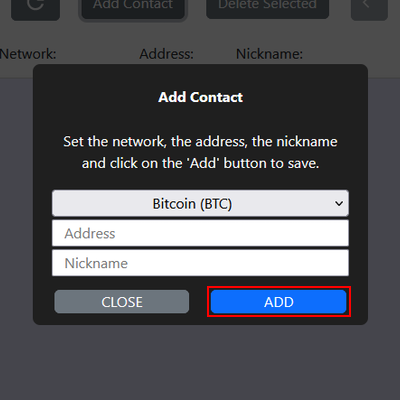 Add Contact
Delete Selected
Network:
Address:
Nickname:
Add Contact
Set the network, the address, the nickname
and click on the 'Add' button to save.
Bitcoin (BTC)
Address
Nickname
CLOSE
ADD